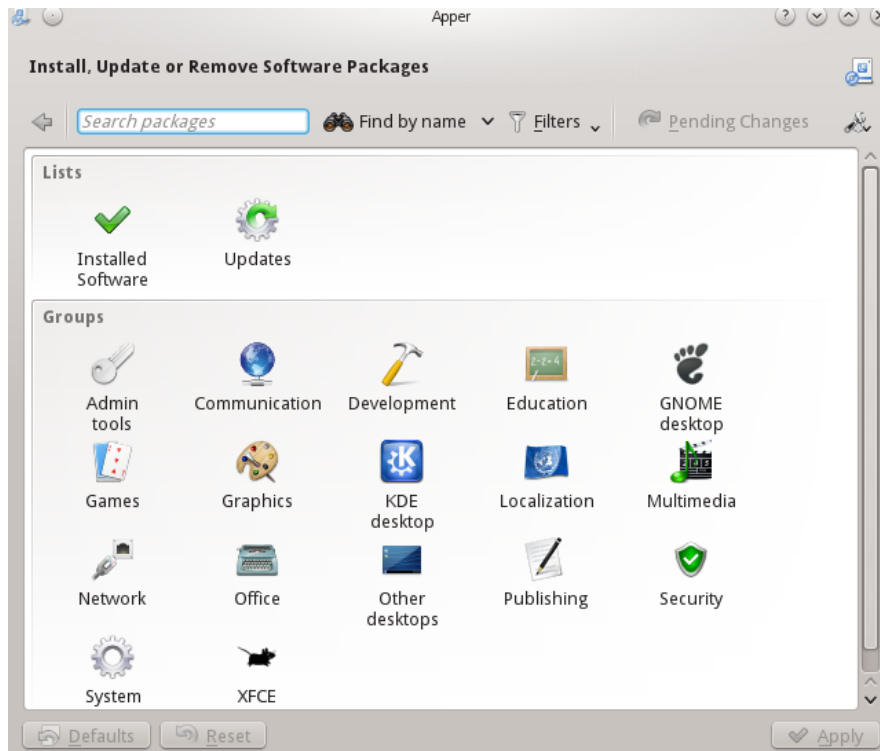 Apper
Install, Update or Remove Software Packages
Search packages
Find by name
Filters
Pending Changes
Lists
Installed
Software
Updates
Groups
Admin
tools
Communication
Development
Education
GNOME
desktop
Games
Graphics
KDE
desktop
Localization
Multimedia
Network
Office
Other
desktops
Publishing
Security
System
XFCE
Defaults
Reset
Apply